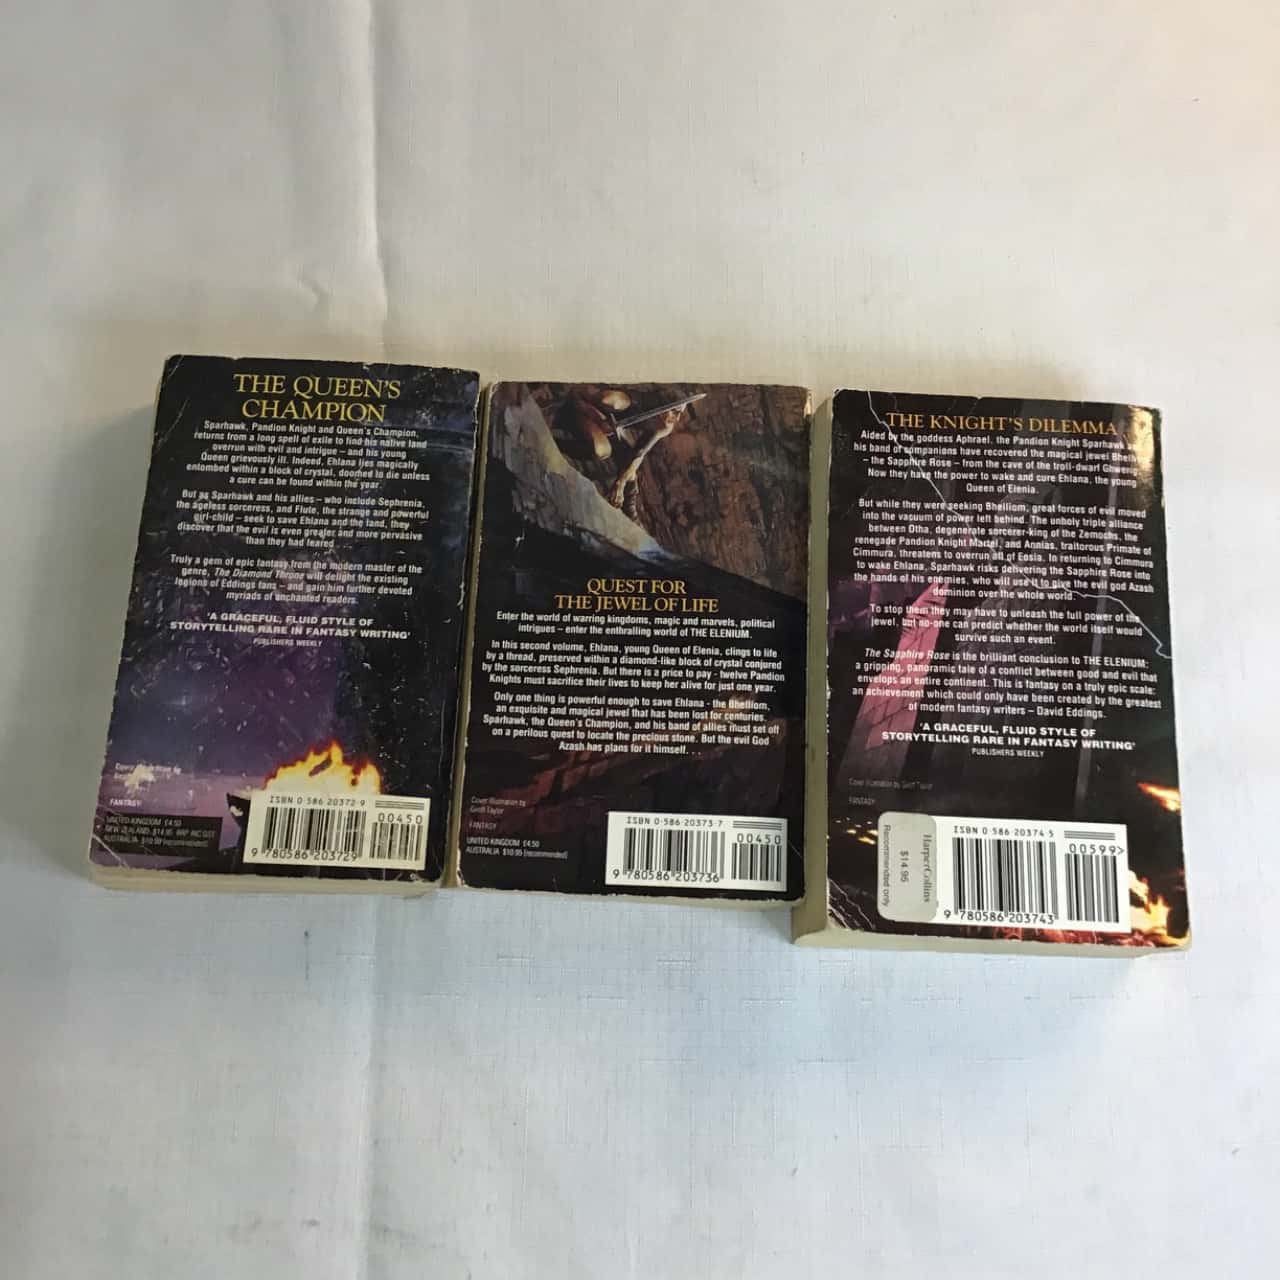 THE QUEEN'S
CHAMPION
Sparhawk, Pandion Knight and Queen's Champion,
returns from a long spell of exile to find his native land
overrun with evil and intrigue – and his young
Queen grievously ill. Indeed, Ehlana lies magically
entombed within a block of crystal, doomed to die unless
a cure can be found within the year.
But as Sparhawk and his allies – who include Sephrenia,
the ageless sorceress, and Flute, the strange and powerful
girl-child – seek to save Ehlana and the land, they
discover that the evil is even greater and more pervasive
than they had feared
Truly a gem of epic fantasy from the modern master of the
genre, The Diamond Throne will delight the existing
legions of Eddings fans – and gain him further devoted
myriads of enchanted readers.
'A GRACEFUL, FLUID STYLE OF
STORYTELLING RARE IN FANTASY WRITING'
PUBLISHERS WEEKLY
FANTASY
UNITED KINGDOM £4.50
NEW ZEALAND $14.95 RRP INC GST
AUSTRALIA $10.99 (recommended)
ISBN 0-586-20372-9
00450
9 780586 203729
QUEST FOR
THE JEWEL OF LIFE
Enter the world of warring kingdoms, magic and marvels, political
intrigues – enter the enthralling world of THE ELENIUM.
In this second volume, Ehlana, young Queen of Elenia, clings to life
by a thread, preserved within a diamond-like block of crystal conjured
by the sorceress Sephrenia. But there is a price to pay - twelve Pandion
Knights must sacrifice their lives to keep her alive for just one year.
Only one thing is powerful enough to save Ehlana - the Bhelliom,
an exquisite and magical jewel that has been lost for centuries.
Sparhawk, the Queen's Champion, and his band of allies must set off
on a perilous quest to locate the precious stone. But the evil God
Azash has plans for it himself. . .
Cover illustration by
Geoff Taylor
FANTASY
UNITED KINGDOM £4.50
AUSTRALIA $10.95 (recommended)
ISBN 0-586-20373-7
00450
9 780586 203736
THE KNIGHT'S DILEMMA
Aided by the goddess Aphrael, the Pandion Knight Sparhawk
his band of companions have recovered the magical jewel
– the Sapphire Rose – from the cave of the troll-dwarf
Now they have the power to wake and cure Ehlana, the young
Queen of Elenia.
But while they were seeking Bhelliom, great forces of evil moved
into the vacuum of power left behind. The unholy triple alliance
between Otha, degenerate sorcerer-king of the Zemochs, the
renegade Pandion Knight Martel, and Annias, traitorous Primate of
Cimmura, threatens to overrun all of Eosia. In returning to Cimmura
to wake Ehlana, Sparhawk risks delivering the Sapphire Rose into
the hands of his enemies, who will use it to give the evil god Azash
dominion over the whole world.
To stop them they may have to unleash the full power of the
jewel, but no-one can predict whether the world itself would
survive such an event.
The Sapphire Rose is the brilliant conclusion to THE ELENIUM:
a gripping, panoramic tale of a conflict between good and evil that
envelops an entire continent. This is fantasy on a truly epic scale:
an achievement which could only have been created by the greatest
of modern fantasy writers – David Eddings.
'A GRACEFUL, FLUID STYLE OF
STORYTELLING RARE IN FANTASY WRITING'
PUBLISHERS WEEKLY
Cover illustration by Geoff Taylor
FANTASY
HarperCollins
$14.95
Recommended only
ISBN 0-586-20374-5
00599>
9 780586 203743